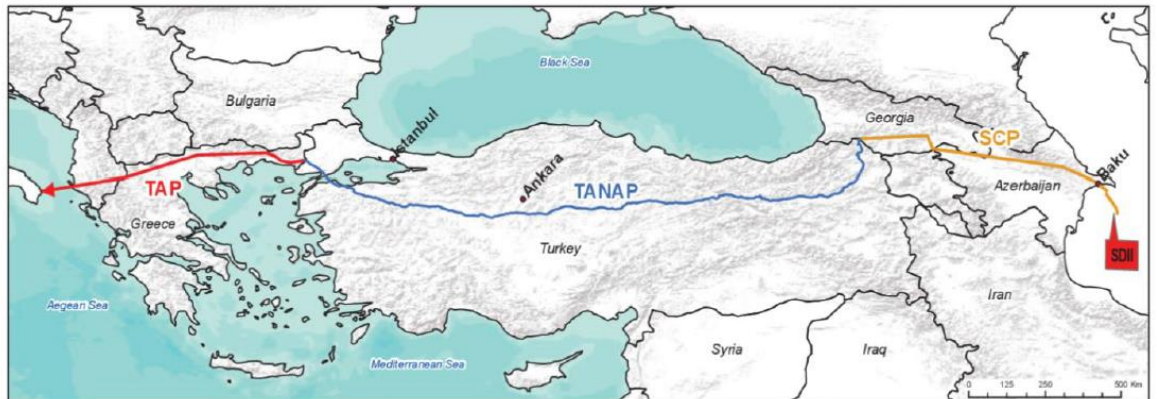 Black Sea
Bulgaria
Georgia
SCP
Istanbul
Baku
TAP
Ankara
TANAP
Azerbaijan
Greece
Turkey
SDII
Aegean Sea
Iran
Mediterranean Sea
Syria
Iraq
0 125 250 500 Km